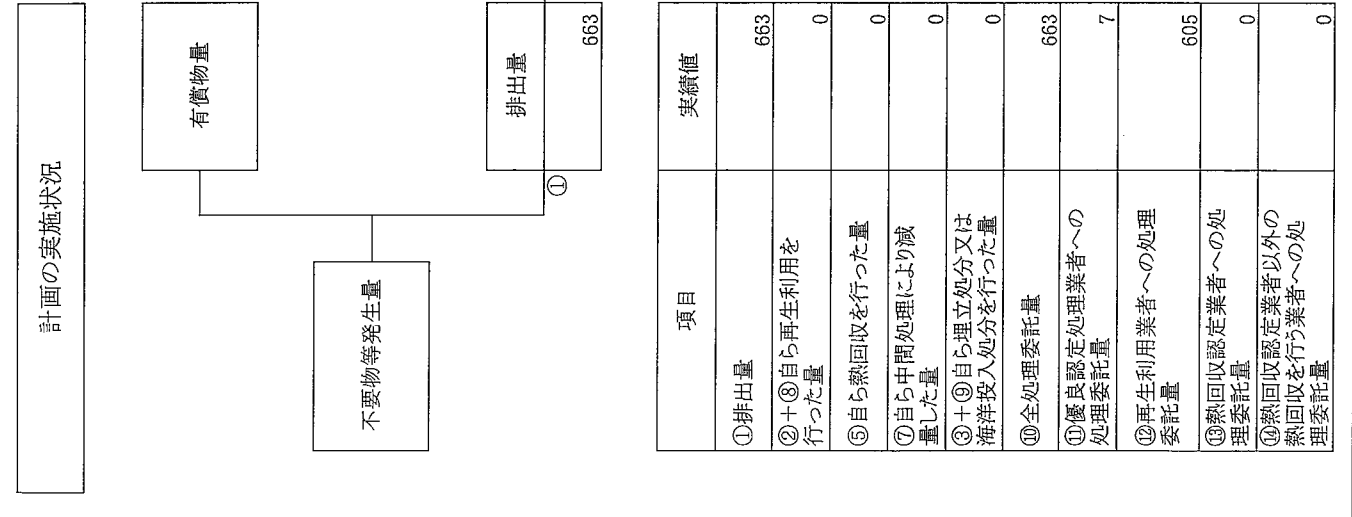 計画の実施状況
有償物量
不要物等発生量
排出量
①
663
項目
実績値
①排出量
663
②+⑧自ら再生利用を
行った量
0
⑤自ら熱回収を行った量
0
⑦自ら中間処理により減
量した量
0
③+⑨自ら埋立処分又は
海洋投入処分を行った量
0
⑩全処理委託量
663
⑪優良認定処理業者への
処理委託量
7
⑫再生利用業者への処理
委託量
605
⑬熱回収認定業者への処
理委託量
0
⑭熱回収認定業者以外の
熱回収を行う業者への処
理委託量
0